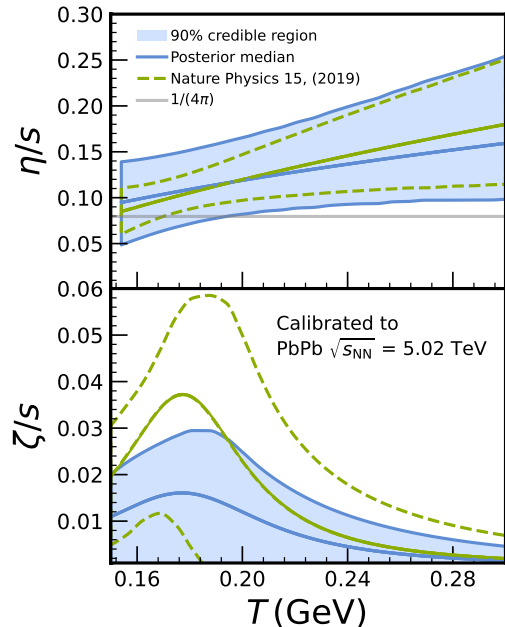 0.30
0.25
0.20
0.15
0.10
0.05
η/s
90% credible region
Posterior median
Nature Physics 15, (2019)
1/(4π)
0.06
0.05
0.04
0.03
0.02
0.01
ζ/s
Calibrated to
PbPb √s_NN = 5.02 TeV
0.16 0.20 0.24 0.28
T (GeV)